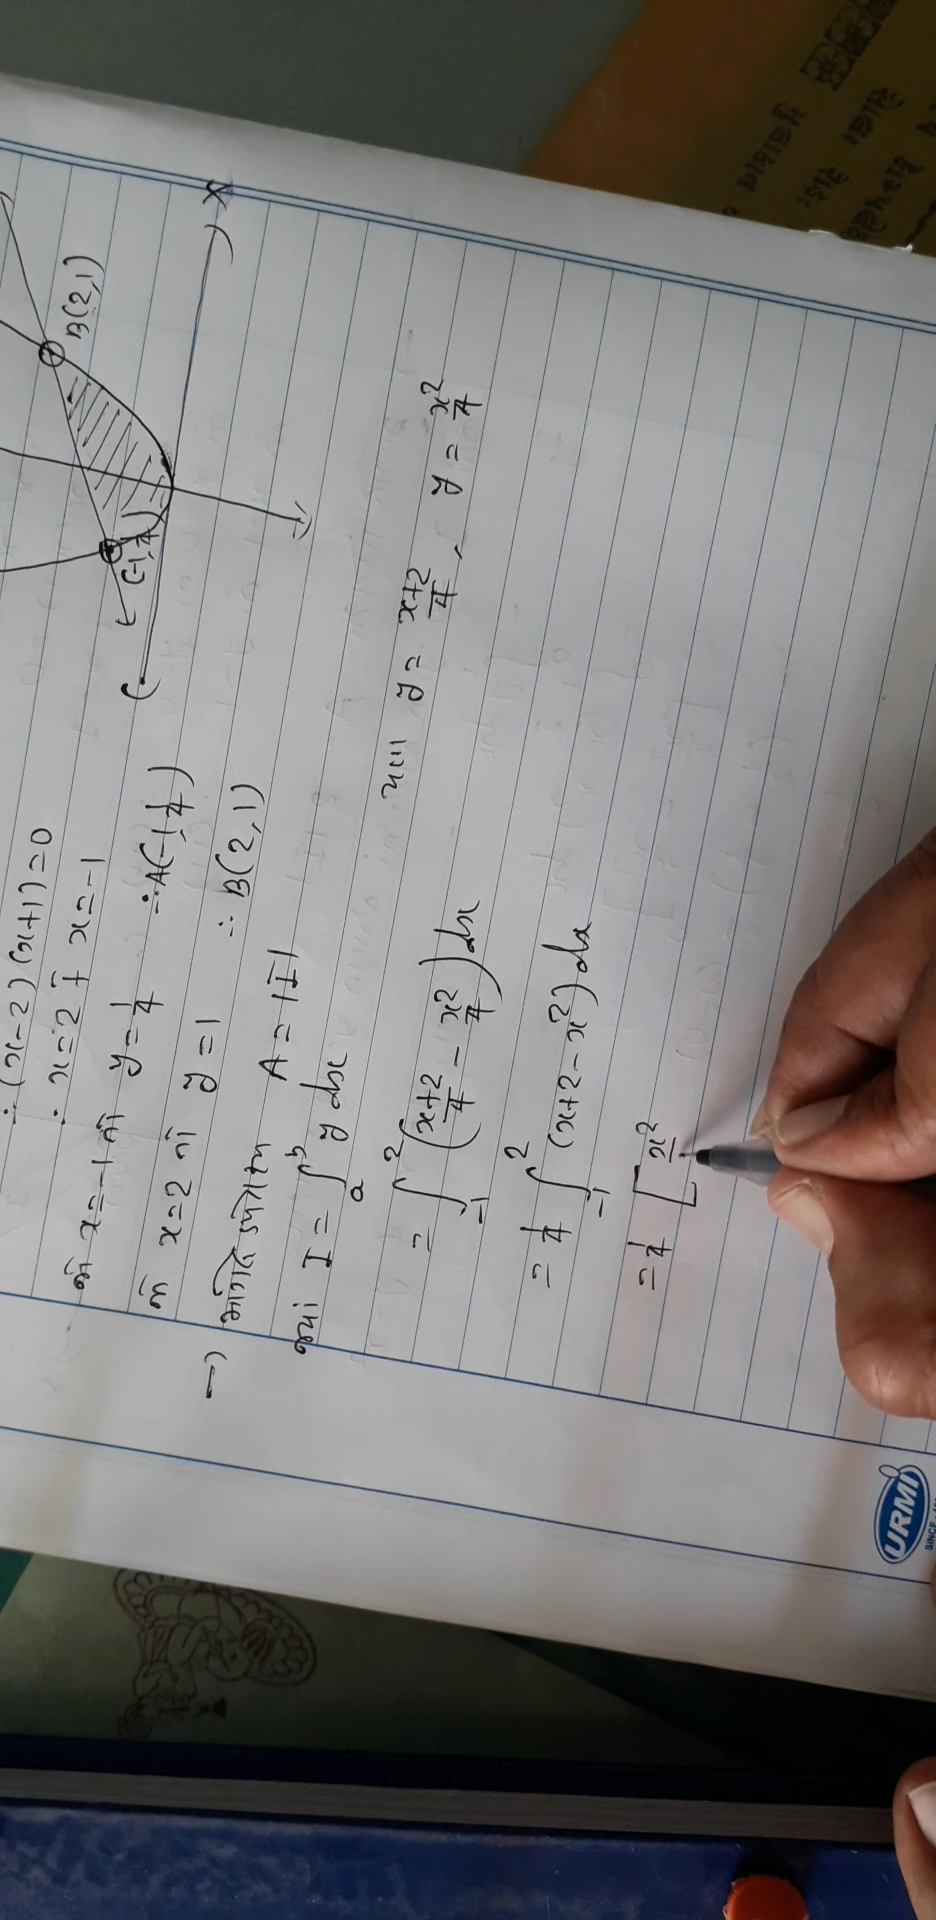 ∴ (x-2)(x+1)=0
∴ x=2 , x=-1
x=-1 તો y=1/4 ∴ A(-1,1/4)
x=2 તો y=1 ∴ B(2,1)
B(2,1)
(-1,1/4)
X
→ A=|I|
જ્યાં I = ∫_a^b y dx
y = x+2/4 , y = x²/4
= ∫_-1^2 (x+2/4 - x²/4) dx
= 1/4 ∫_-1^2 (x+2-x²) dx
= 1/4 [ x²
URMI